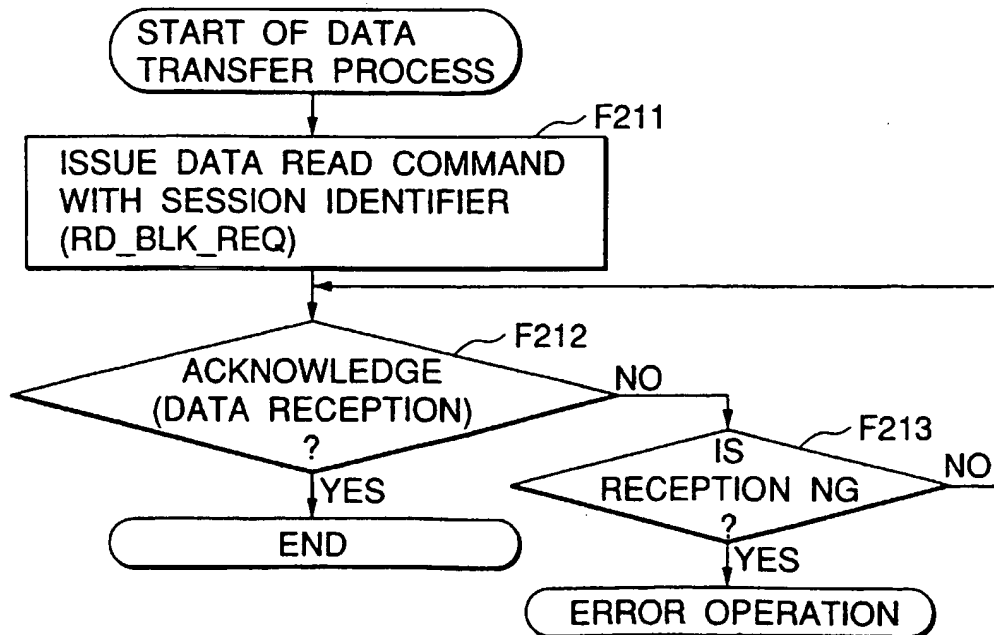 START OF DATA
TRANSFER PROCESS
F211
ISSUE DATA READ COMMAND
WITH SESSION IDENTIFIER
(RD_BLK_REQ)
F212
ACKNOWLEDGE
(DATA RECEPTION)
?
NO
YES
END
F213
IS
RECEPTION NG
?
NO
YES
ERROR OPERATION